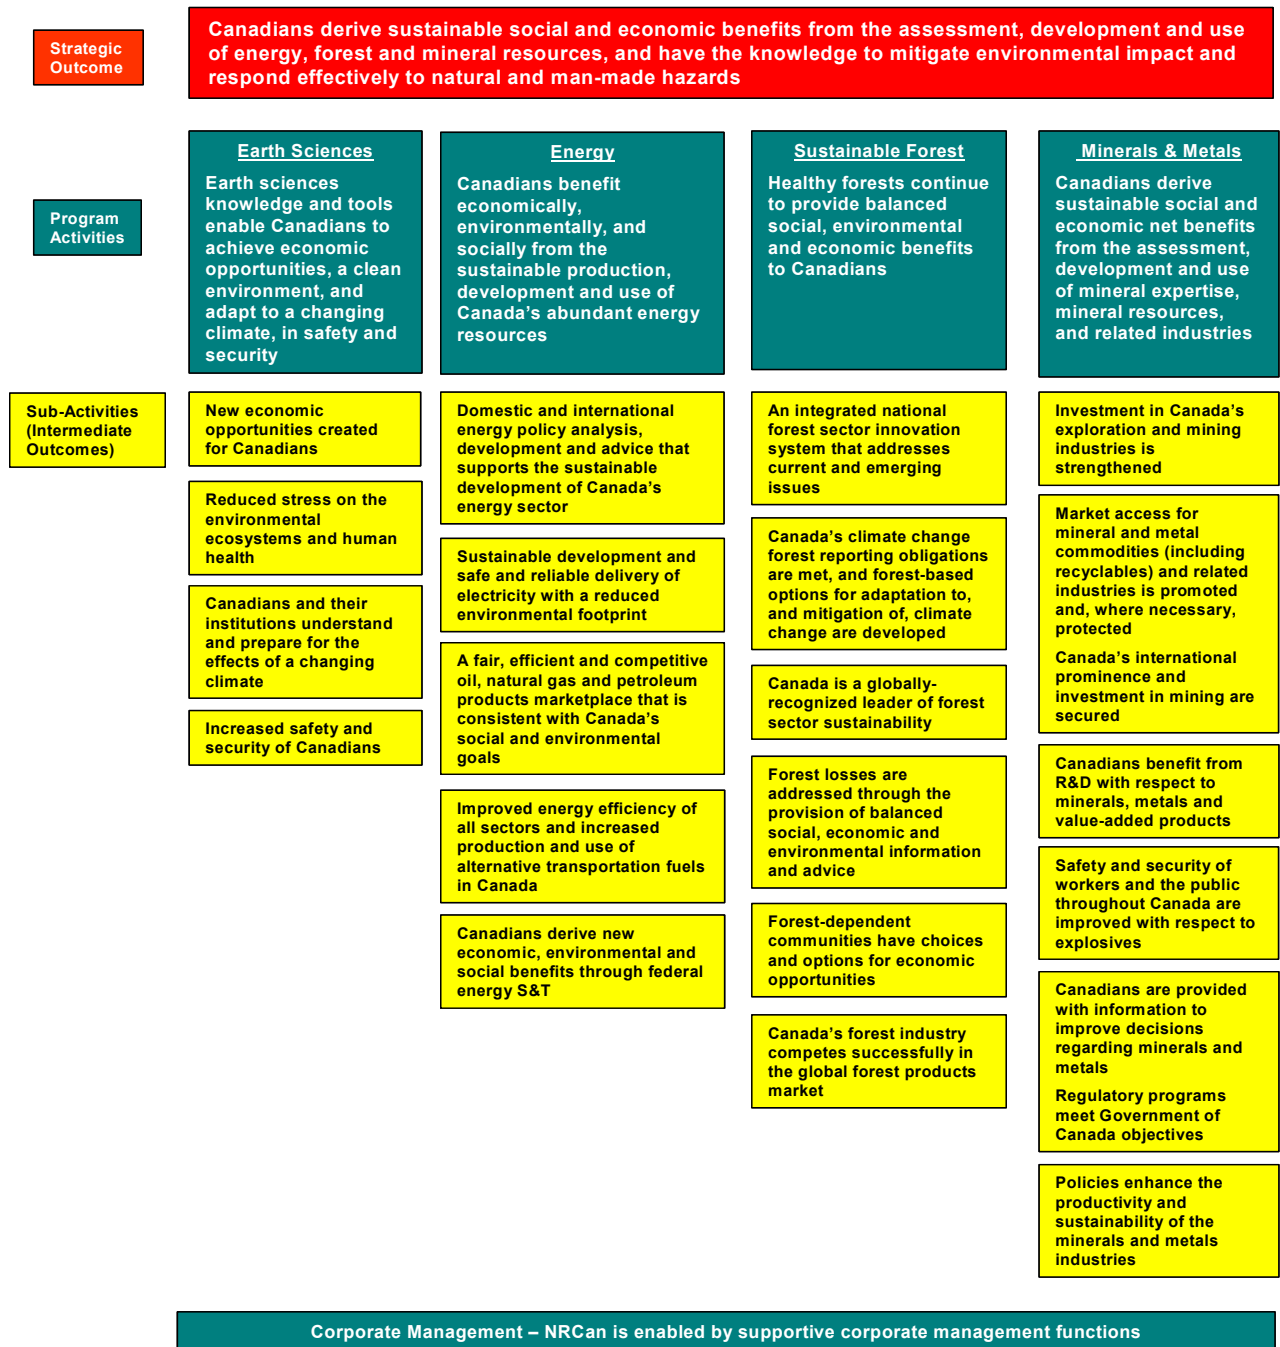 Strategic
Outcome
Canadians derive sustainable social and economic benefits from the assessment, development and use
of energy, forest and mineral resources, and have the knowledge to mitigate environmental impact and
respond effectively to natural and man-made hazards
Program
Activities
Earth Sciences
Earth sciences
knowledge and tools
enable Canadians to
achieve economic
opportunities, a clean
environment, and
adapt to a changing
climate, in safety and
security
Energy
Canadians benefit
economically,
environmentally, and
socially from the
sustainable production,
development and use of
Canada's abundant energy
resources
Sustainable Forest
Healthy forests continue
to provide balanced
social, environmental
and economic benefits
to Canadians
Minerals & Metals
Canadians derive
sustainable social and
economic net benefits
from the assessment,
development and use
of mineral expertise,
mineral resources,
and related industries
Sub-Activities
(Intermediate
Outcomes)
New economic
opportunities created
for Canadians
Reduced stress on the
environmental
ecosystems and human
health
Canadians and their
institutions understand
and prepare for the
effects of a changing
climate
Increased safety and
security of Canadians
Domestic and international
energy policy analysis,
development and advice that
supports the sustainable
development of Canada's
energy sector
Sustainable development and
safe and reliable delivery of
electricity with a reduced
environmental footprint
A fair, efficient and competitive
oil, natural gas and petroleum
products marketplace that is
consistent with Canada's
social and environmental
goals
Improved energy efficiency of
all sectors and increased
production and use of
alternative transportation fuels
in Canada
Canadians derive new
economic, environmental and
social benefits through federal
energy S&T
An integrated national
forest sector innovation
system that addresses
current and emerging
issues
Canada's climate change
forest reporting obligations
are met, and forest-based
options for adaptation to,
and mitigation of, climate
change are developed
Canada is a globally-
recognized leader of forest
sector sustainability
Forest losses are
addressed through the
provision of balanced
social, economic and
environmental information
and advice
Forest-dependent
communities have choices
and options for economic
opportunities
Canada's forest industry
competes successfully in
the global forest products
market
Investment in Canada's
exploration and mining
industries is
strengthened
Market access for
mineral and metal
commodities (including
recyclables) and related
industries is promoted
and, where necessary,
protected
Canada's international
prominence and
investment in mining are
secured
Canadians benefit from
R&D with respect to
minerals, metals and
value-added products
Safety and security of
workers and the public
throughout Canada are
improved with respect to
explosives
Canadians are provided
with information to
improve decisions
regarding minerals and
metals
Regulatory programs
meet Government of
Canada objectives
Policies enhance the
productivity and
sustainability of the
minerals and metals
industries
Corporate Management – NRCan is enabled by supportive corporate management functions